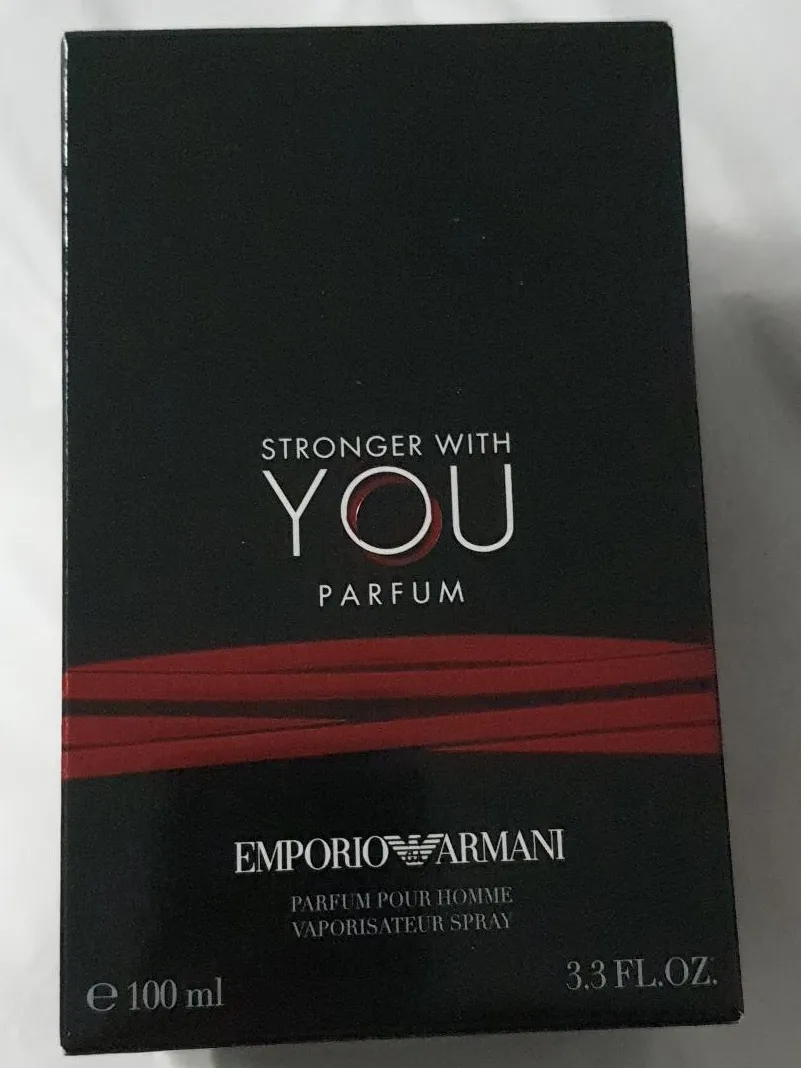 STRONGER WITH
YOU
PARFUM
EMPORIO ARMANI
PARFUM POUR HOMME
VAPORISATEUR SPRAY
℮ 100 ml
3.3 FL.OZ.